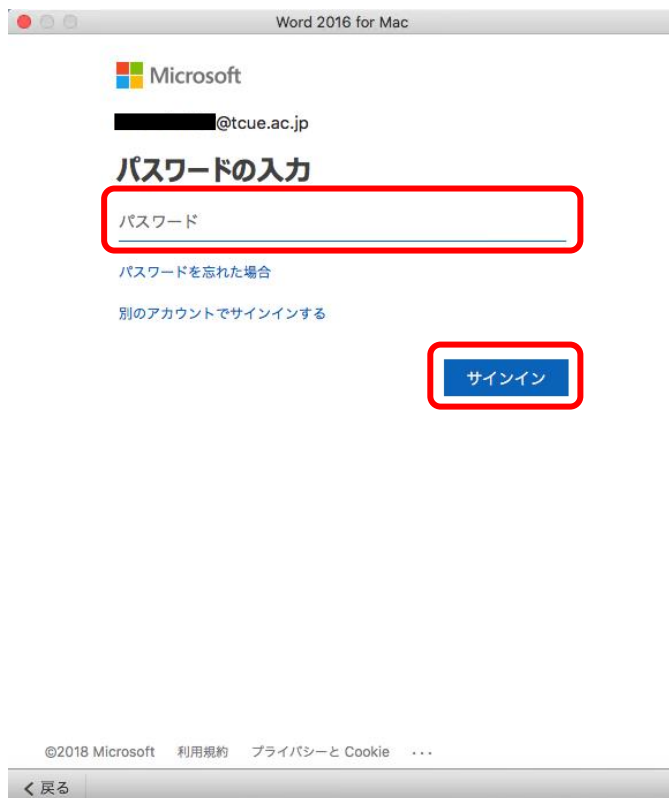 Word 2016 for Mac
Microsoft
@tcue.ac.jp
パスワードの入力
パスワード
パスワードを忘れた場合
別のアカウントでサインインする
サインイン
©2018 Microsoft 利用規約 プライバシーと Cookie ...
戻る